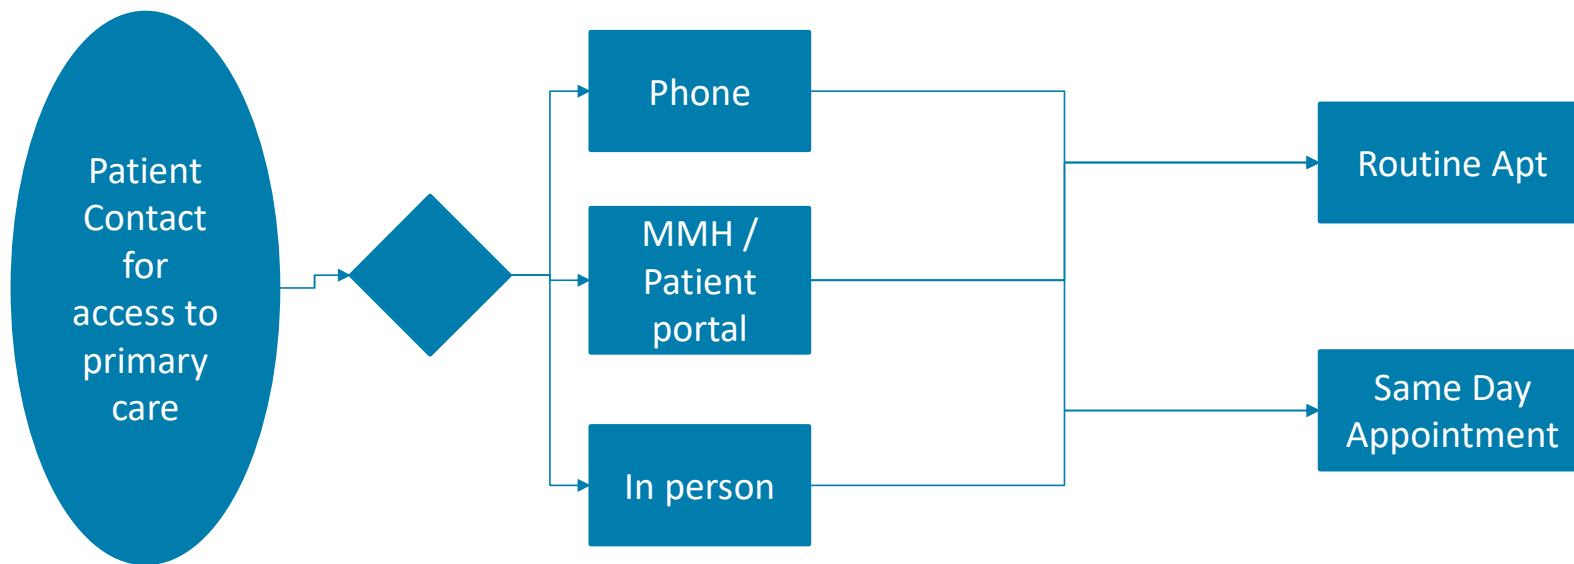 Patient
Contact
for
access to
primary
care
Phone
MMH /
Patient
portal
In person
Routine Apt
Same Day
Appointment